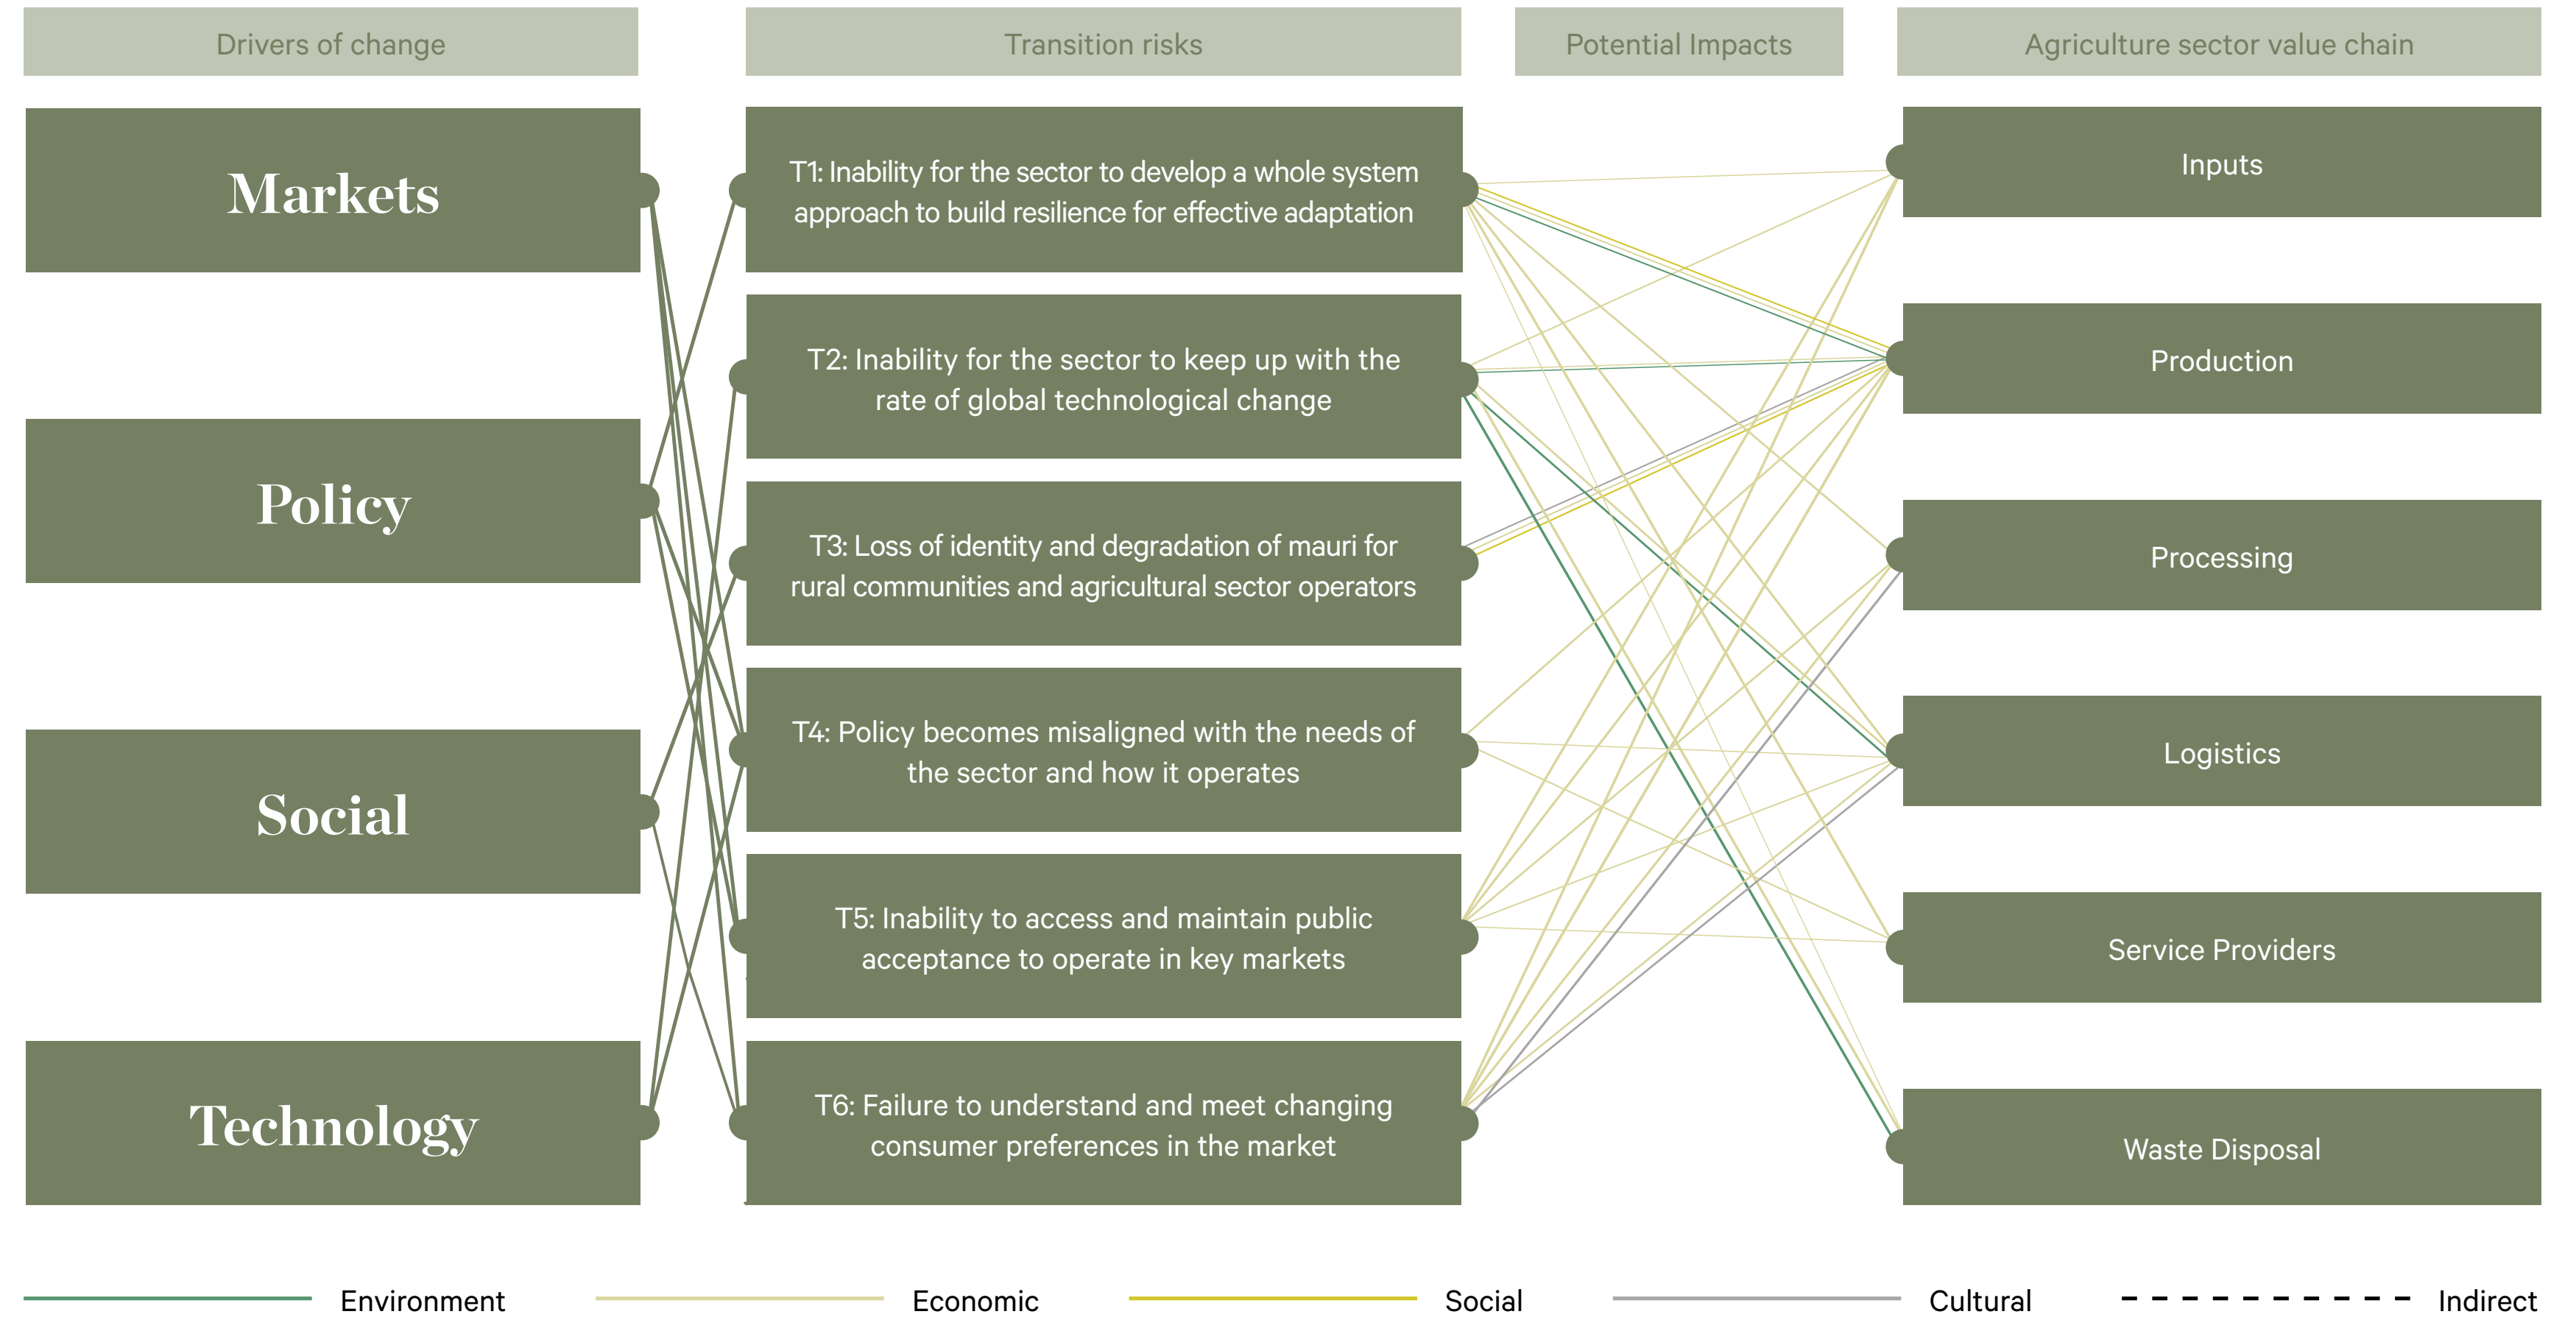 Drivers of change
Transition risks
Potential Impacts
Agriculture sector value chain
Markets
Policy
Social
Technology
T1: Inability for the sector to develop a whole system
approach to build resilience for effective adaptation
T2: Inability for the sector to keep up with the
rate of global technological change
T3: Loss of identity and degradation of mauri for
rural communities and agricultural sector operators
T4: Policy becomes misaligned with the needs of
the sector and how it operates
T5: Inability to access and maintain public
acceptance to operate in key markets
T6: Failure to understand and meet changing
consumer preferences in the market
Inputs
Production
Processing
Logistics
Service Providers
Waste Disposal
Environment
Economic
Social
Cultural
Indirect